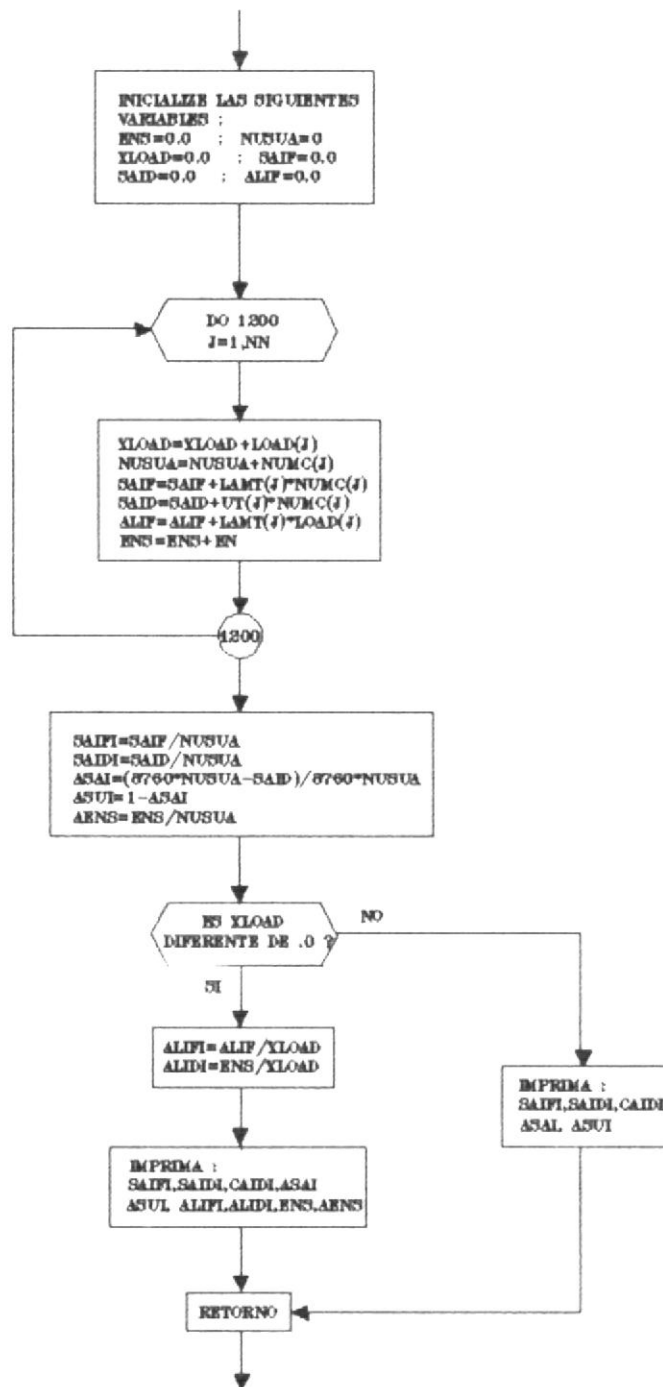 INICIALIZE LAS SIGUIENTES
VARIABLES :
ENS=0.0 : NUSUA=0
XLOAD=0.0 : SAIF=0.0
SAID=0.0 : ALIF=0.0
DO 1200
J=1,NN
XLOAD=XLOAD+LOAD(J)
NUSUA=NUSUA+NUMC(J)
SAIF=SAIF+LAMT(J)*NUMC(J)
SAID=SAID+UT(J)*NUMC(J)
ALIF=ALIF+LAMT(J)*LOAD(J)
ENS=ENS+EN
1200
SAIFI=SAIF/NUSUA
SAIDI=SAID/NUSUA
ASAI=(8760*NUSUA-SAID)/8760*NUSUA
ASUI=1-ASAI
AENS=ENS/NUSUA
ES XLOAD
DIFERENTE DE .0 ?
NO
SI
ALIFI=ALIF/XLOAD
ALIDI=ENS/XLOAD
IMPRIMA :
SAIFI,SAIDI,CAIDI
ASAI, ASUI
IMPRIMA :
SAIFI,SAIDI,CAIDI,ASAI
ASUI, ALIFI,ALIDI,ENS,AENS
RETORNO